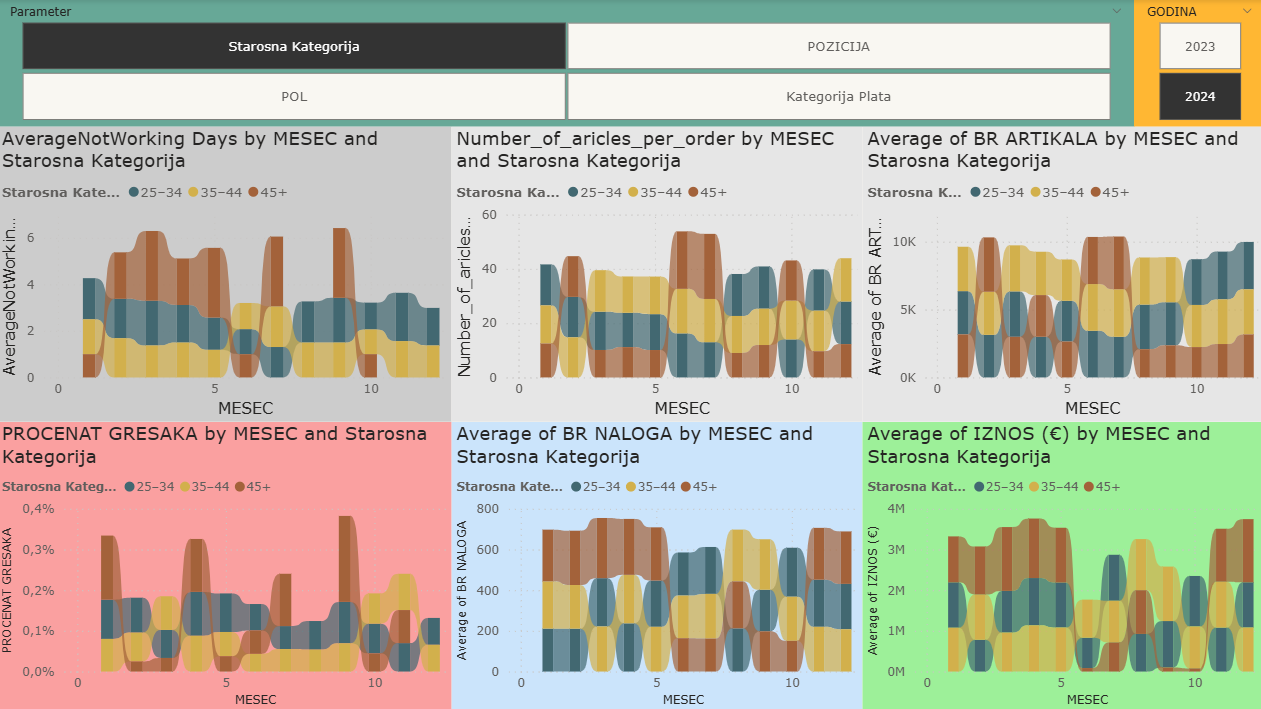 Parameter
GODINA
Starosna Kategorija
POZICIJA
2023
POL
Kategorija Plata
2024
AverageNotWorking Days by MESEC and
Starosna Kategorija
Starosna Kate... 25–34 35–44 45+
AverageNotWorkin...
6
4
2
0
0 5 10
MESEC
Number_of_aricles_per_order by MESEC
and Starosna Kategorija
Starosna Ka... 25–34 35–44 45+
Number_of_aricles...
60
40
20
0
0 5 10
MESEC
Average of BR ARTIKALA by MESEC and
Starosna Kategorija
Starosna K... 25–34 35–44 45+
Average of BR ART...
10K
5K
0K
0 5 10
MESEC
PROCENAT GRESAKA by MESEC and Starosna
Kategorija
Starosna Kateg... 25–34 35–44 45+
PROCENAT GRESAKA
0,4%
0,3%
0,2%
0,1%
0,0%
0 5 10
MESEC
Average of BR NALOGA by MESEC and
Starosna Kategorija
Starosna Kate... 25–34 35–44 45+
Average of BR NALOGA
800
600
400
200
0
0 5 10
MESEC
Average of IZNOS (€) by MESEC and
Starosna Kategorija
Starosna Kat... 25–34 35–44 45+
Average of IZNOS (€)
4M
3M
2M
1M
0M
0 5 10
MESEC